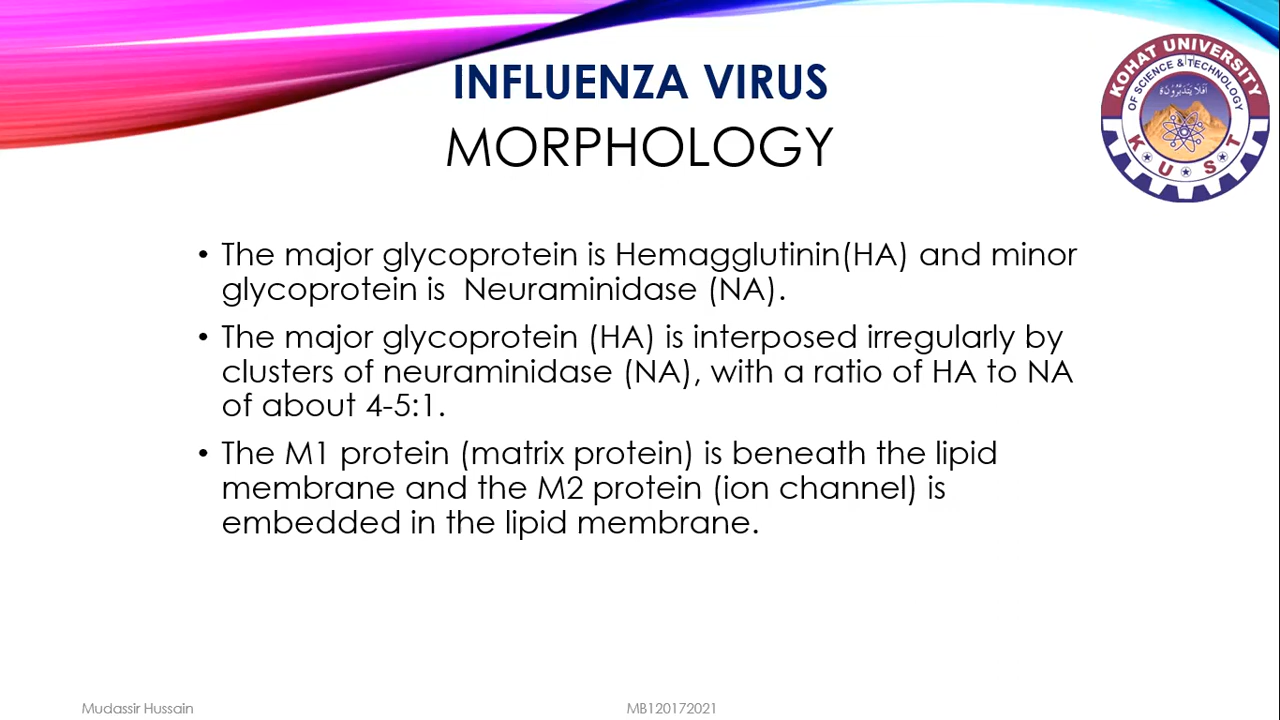 INFLUENZA VIRUS
MORPHOLOGY
KOHAT UNIVERSITY
OF SCIENCE & TECHNOLOGY
أفلا يتدبرون
K U S T
• The major glycoprotein is Hemagglutinin(HA) and minor
glycoprotein is  Neuraminidase (NA).
• The major glycoprotein (HA) is interposed irregularly by
clusters of neuraminidase (NA), with a ratio of HA to NA
of about 4-5:1.
• The M1 protein (matrix protein) is beneath the lipid
membrane and the M2 protein (ion channel) is
embedded in the lipid membrane.
Mudassir Hussain
MB120172021